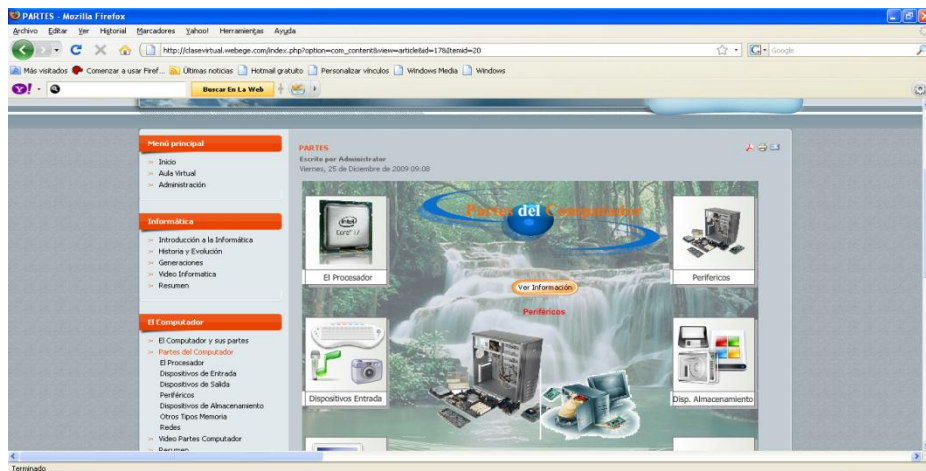 PARTES - Mozilla Firefox
Archivo Editar Ver Historial Marcadores Yahoo! Herramientas Ayuda
http://clasevirtual.webege.com/index.php?option=com_content&view=article&id=17&Itemid=20
Google
Más visitados Comenzar a usar Firef... Últimas noticias Hotmail gratuito Personalizar vínculos Windows Media Windows
Y! Buscar En La Web
Menú principal
Inicio
Aula Virtual
Administración
Informática
Introducción a la Informática
Historia y Evolución
Generaciones
Video Informatica
Resumen
El Computador
El Computador y sus partes
Partes del Computador
El Procesador
Dispositivos de Entrada
Dispositivos de Salida
Periféricos
Dispositivos de Almacenamiento
Otros Tipos Memoria
Redes
Video Partes Computador
Resumen
PARTES
Escrito por Administrator
Viernes, 25 de Diciembre de 2009 09:08
Partes del Computador
intel
Core i7
El Procesador
Perifericos
Ver Información
Periféricos
Dispositivos Entrada
Disp. Almacenamiento
Terminado